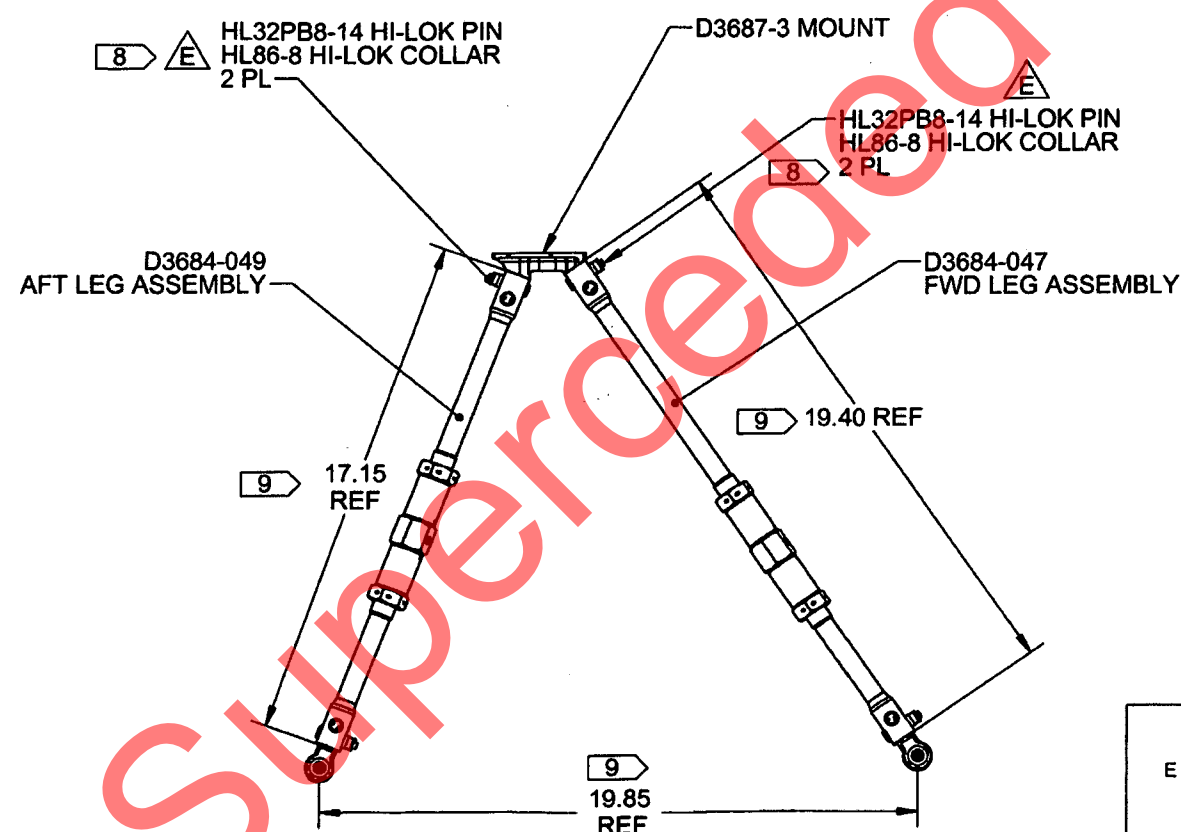 HL32PB8-14 HI-LOK PIN
HL86-8 HI-LOK COLLAR
2 PL
8
E
D3687-3 MOUNT
E
HL32PB8-14 HI-LOK PIN
HL86-8 HI-LOK COLLAR
2 PL
8
D3684-049
AFT LEG ASSEMBLY
D3684-047
FWD LEG ASSEMBLY
9
19.40 REF
9
17.15
REF
9
19.85
REF
E
Superceded